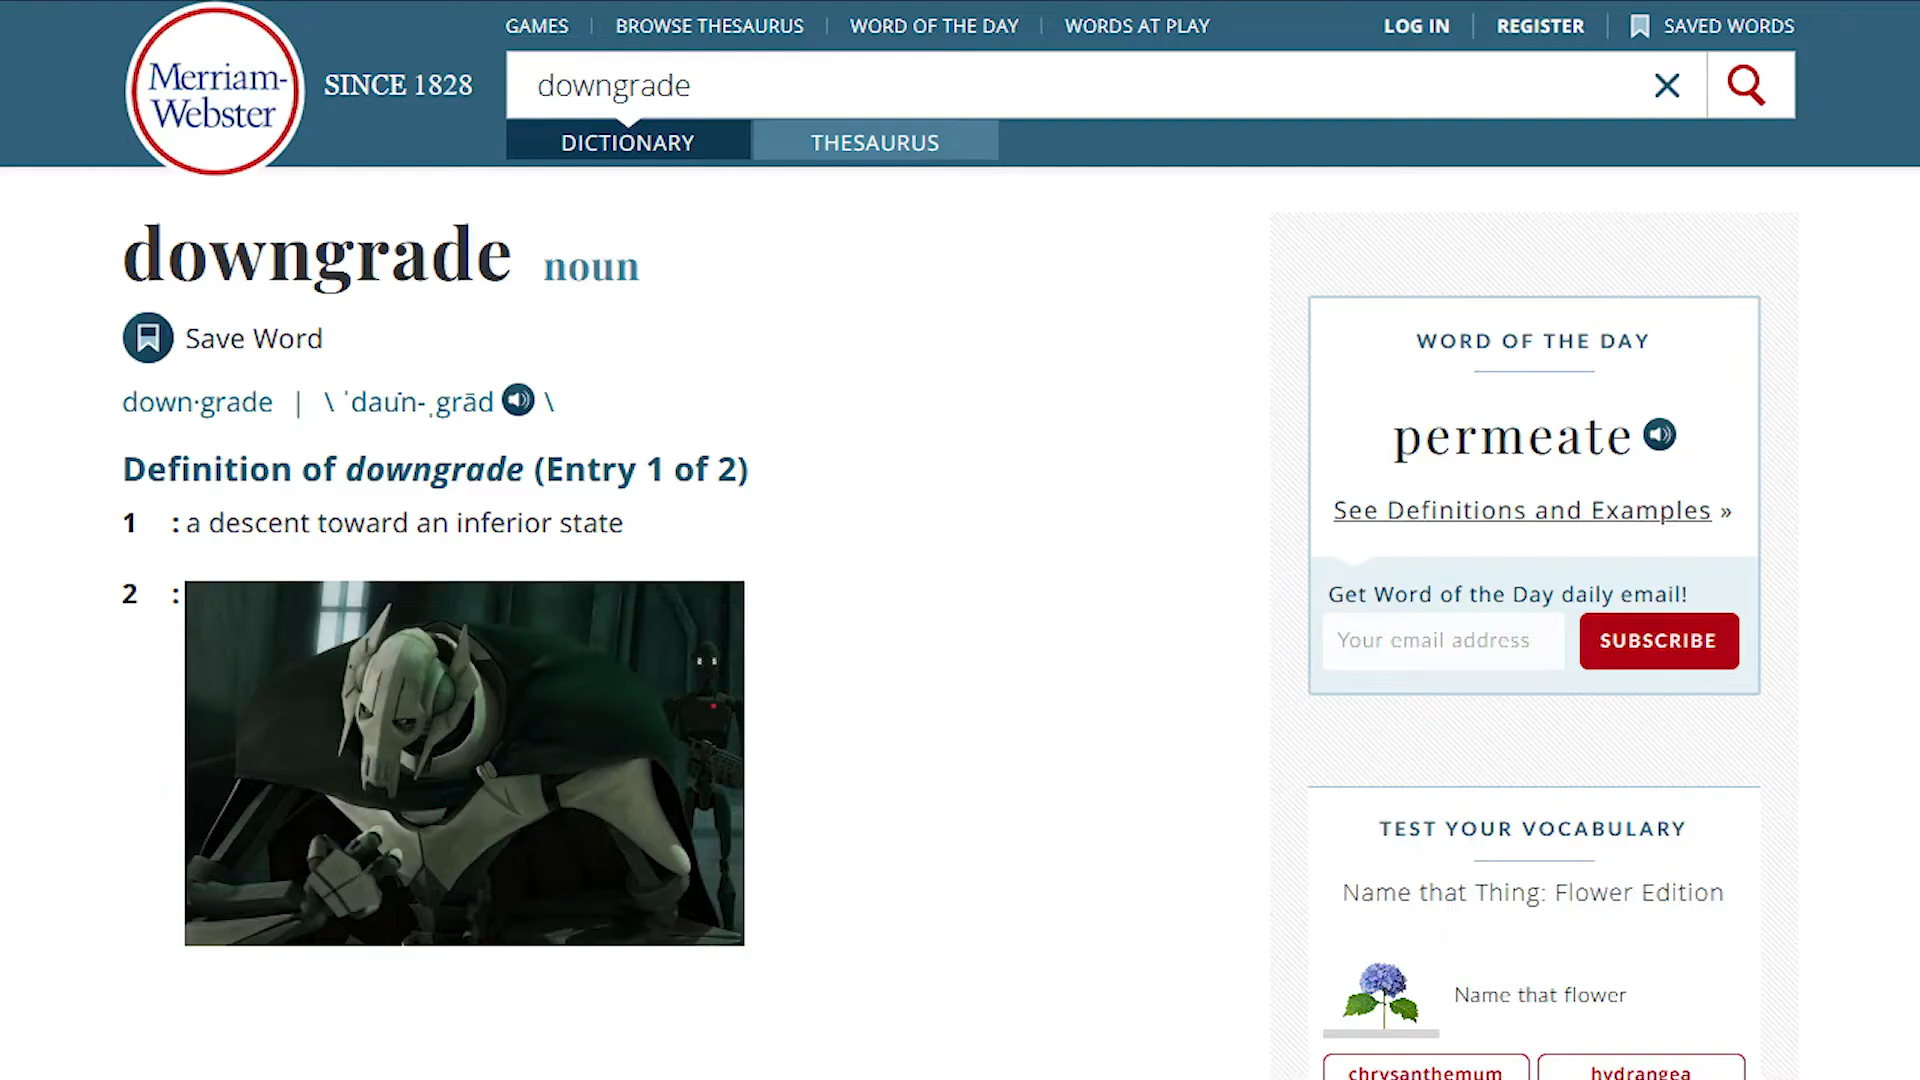 GAMES
BROWSE THESAURUS
WORD OF THE DAY
WORDS AT PLAY
LOG IN
REGISTER
SAVED WORDS
Merriam-
Webster
SINCE 1828
downgrade
DICTIONARY
THESAURUS
downgrade noun
Save Word
down·grade | \ ˈdau̇n-ˌgrād \
Definition of downgrade (Entry 1 of 2)
1 : a descent toward an inferior state
2 :
WORD OF THE DAY
permeate
See Definitions and Examples »
Get Word of the Day daily email!
Your email address
SUBSCRIBE
TEST YOUR VOCABULARY
Name that Thing: Flower Edition
Name that flower
chrysanthemum
hydrangea